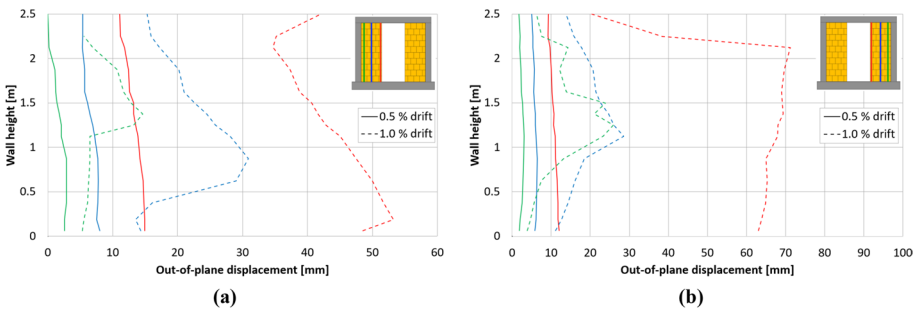 2.5
2
1.5
1
0.5
0
Wall height [m]
0 10 20 30 40 50 60
Out-of-plane displacement [mm]
0.5 % drift
1.0 % drift
(a)
2.5
2
1.5
1
0.5
0
Wall height [m]
0 10 20 30 40 50 60 70 80 90 100
Out-of-plane displacement [mm]
0.5 % drift
1.0 % drift
(b)